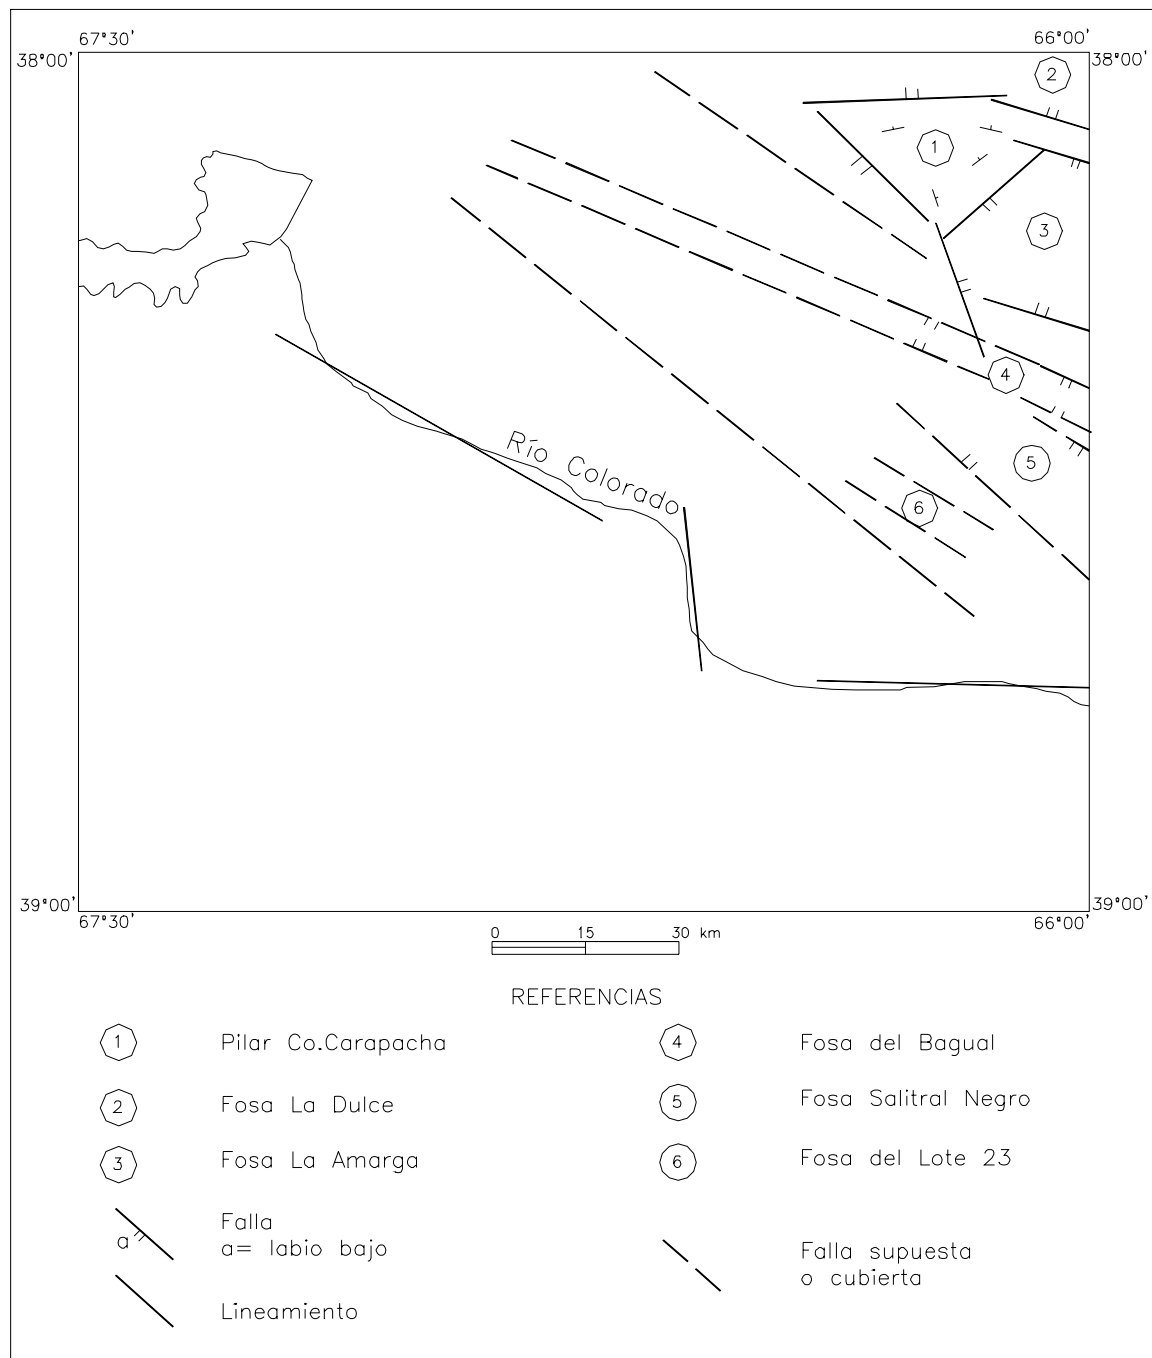 67°30'
66°00'
38°00'
38°00'
2
1
3
4
Río Colorado
5
6
39°00'
39°00'
67°30'
66°00'
0 15 30 km
REFERENCIAS
1 Pilar Co.Carapacha
4 Fosa del Bagual
2 Fosa La Dulce
5 Fosa Salitral Negro
3 Fosa La Amarga
6 Fosa del Lote 23
a
Falla
a= labio bajo
Falla supuesta
o cubierta
Lineamiento